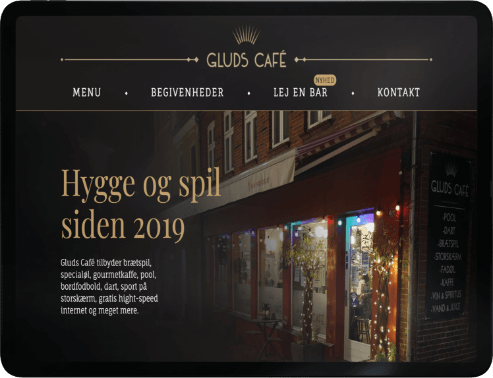 GLUDS CAFÉ
NYHED
MENU • BEGIVENHEDER • LEJ EN BAR • KONTAKT
Hygge og spil
siden 2019
Gluds Café tilbyder brætspil,
specialøl, gourmetkaffe, pool,
bordfodbold, dart, sport på
storskærm, gratis hight-speed
internet og meget mere.
GLUDS CAFÉ
-POOL
-DART
-BRÆTSPIL
-STORSKÆRM
-FADØL
-KAFFE
-VIN & SPIRITUS